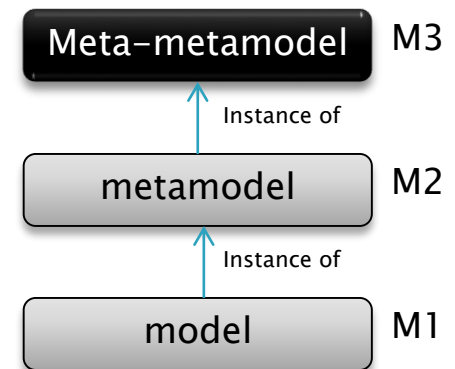 Meta-metamodel M3
Instance of
metamodel M2
Instance of
model M1